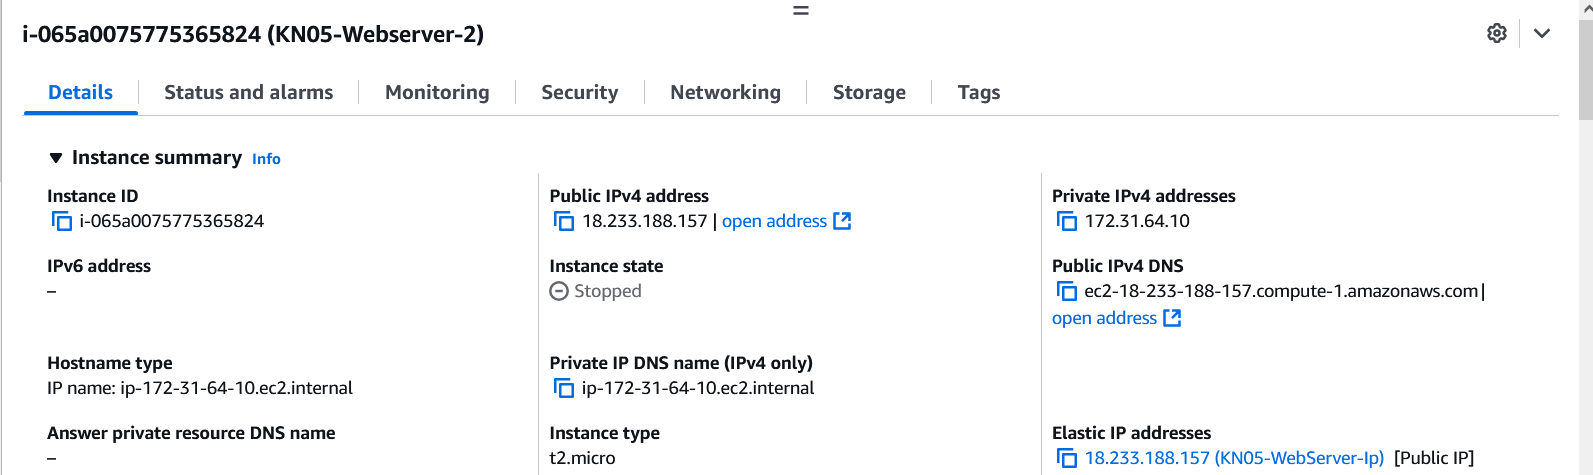 i-065a0075775365824 (KN05-Webserver-2)
Details Status and alarms Monitoring Security Networking Storage Tags
Instance summary Info
Instance ID
i-065a0075775365824
Public IPv4 address
18.233.188.157 | open address
Private IPv4 addresses
172.31.64.10
IPv6 address
–
Instance state
Stopped
Public IPv4 DNS
ec2-18-233-188-157.compute-1.amazonaws.com |
open address
Hostname type
IP name: ip-172-31-64-10.ec2.internal
Private IP DNS name (IPv4 only)
ip-172-31-64-10.ec2.internal
Answer private resource DNS name
–
Instance type
t2.micro
Elastic IP addresses
18.233.188.157 (KN05-WebServer-Ip) [Public IP]